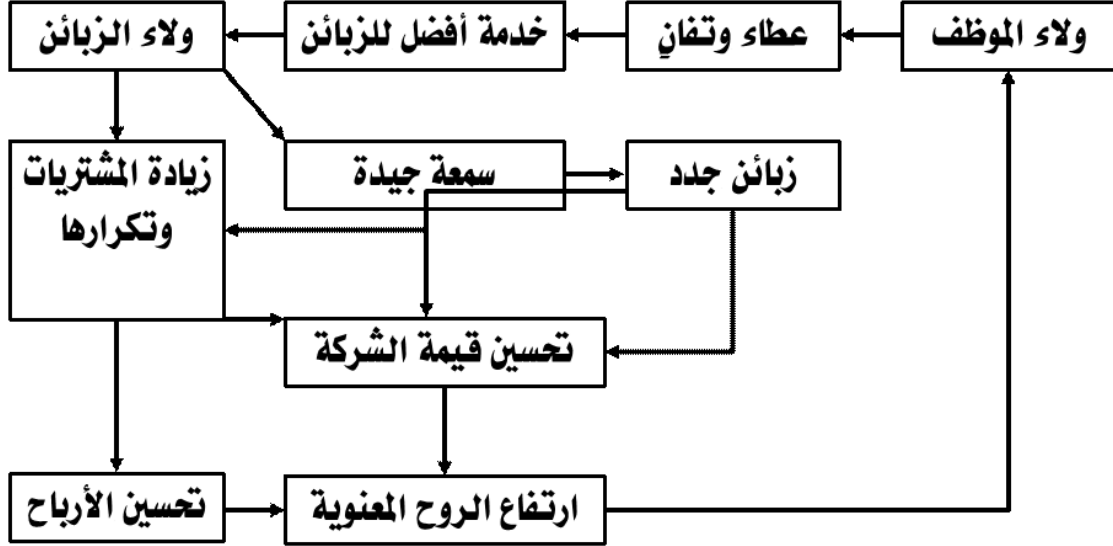 ولاء الموظف
عطاء وتفانٍ
خدمة أفضل للزبائن
ولاء الزبائن
زبائن جدد
سمعة جيدة
زيادة المشتريات
وتكرارها
تحسين قيمة الشركة
ارتفاع الروح المعنوية
تحسين الأرباح